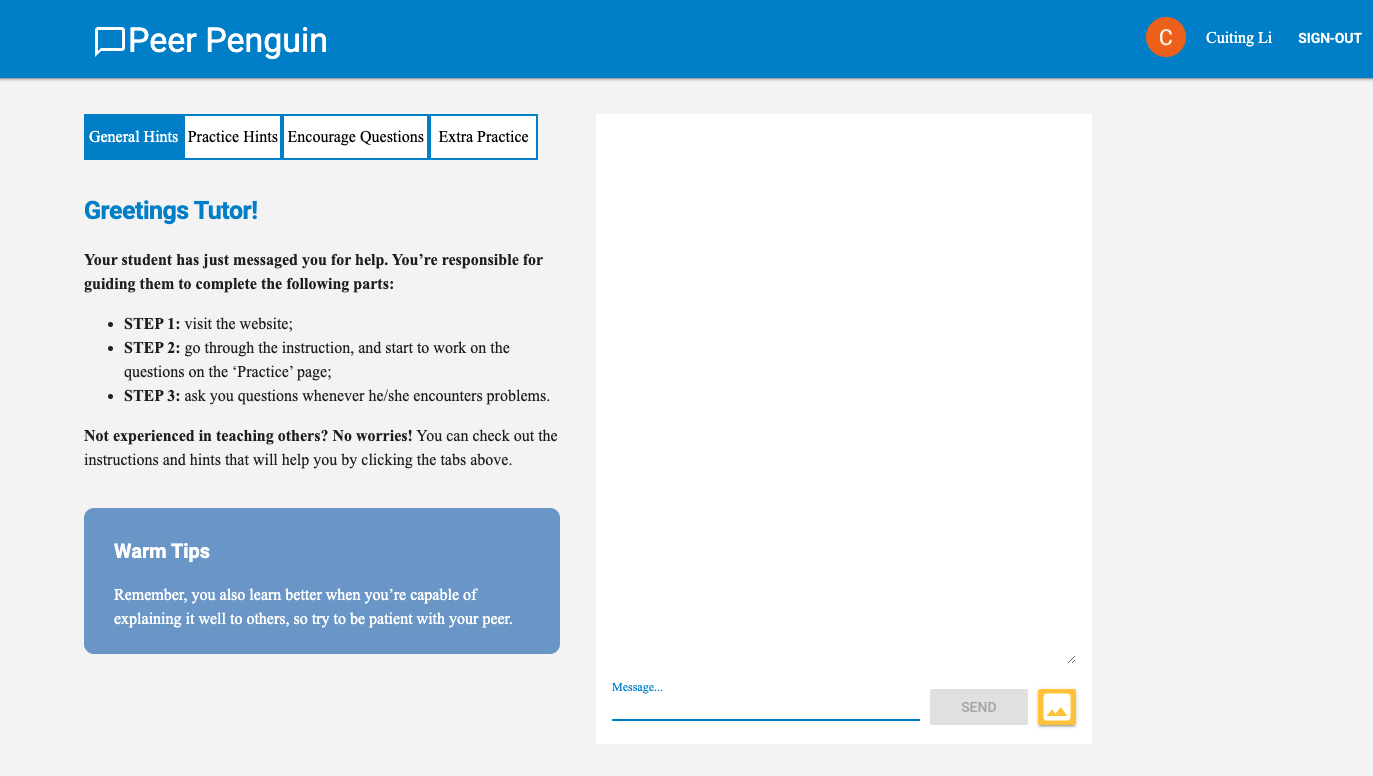 Peer Penguin
C
Cuiting Li
SIGN-OUT
General Hints
Practice Hints
Encourage Questions
Extra Practice
Greetings Tutor!
Your student has just messaged you for help. You’re responsible for
guiding them to complete the following parts:
• STEP 1: visit the website;
• STEP 2: go through the instruction, and start to work on the
questions on the ‘Practice’ page;
• STEP 3: ask you questions whenever he/she encounters problems.
Not experienced in teaching others? No worries! You can check out the
instructions and hints that will help you by clicking the tabs above.
Warm Tips
Remember, you also learn better when you’re capable of
explaining it well to others, so try to be patient with your peer.
Message...
SEND